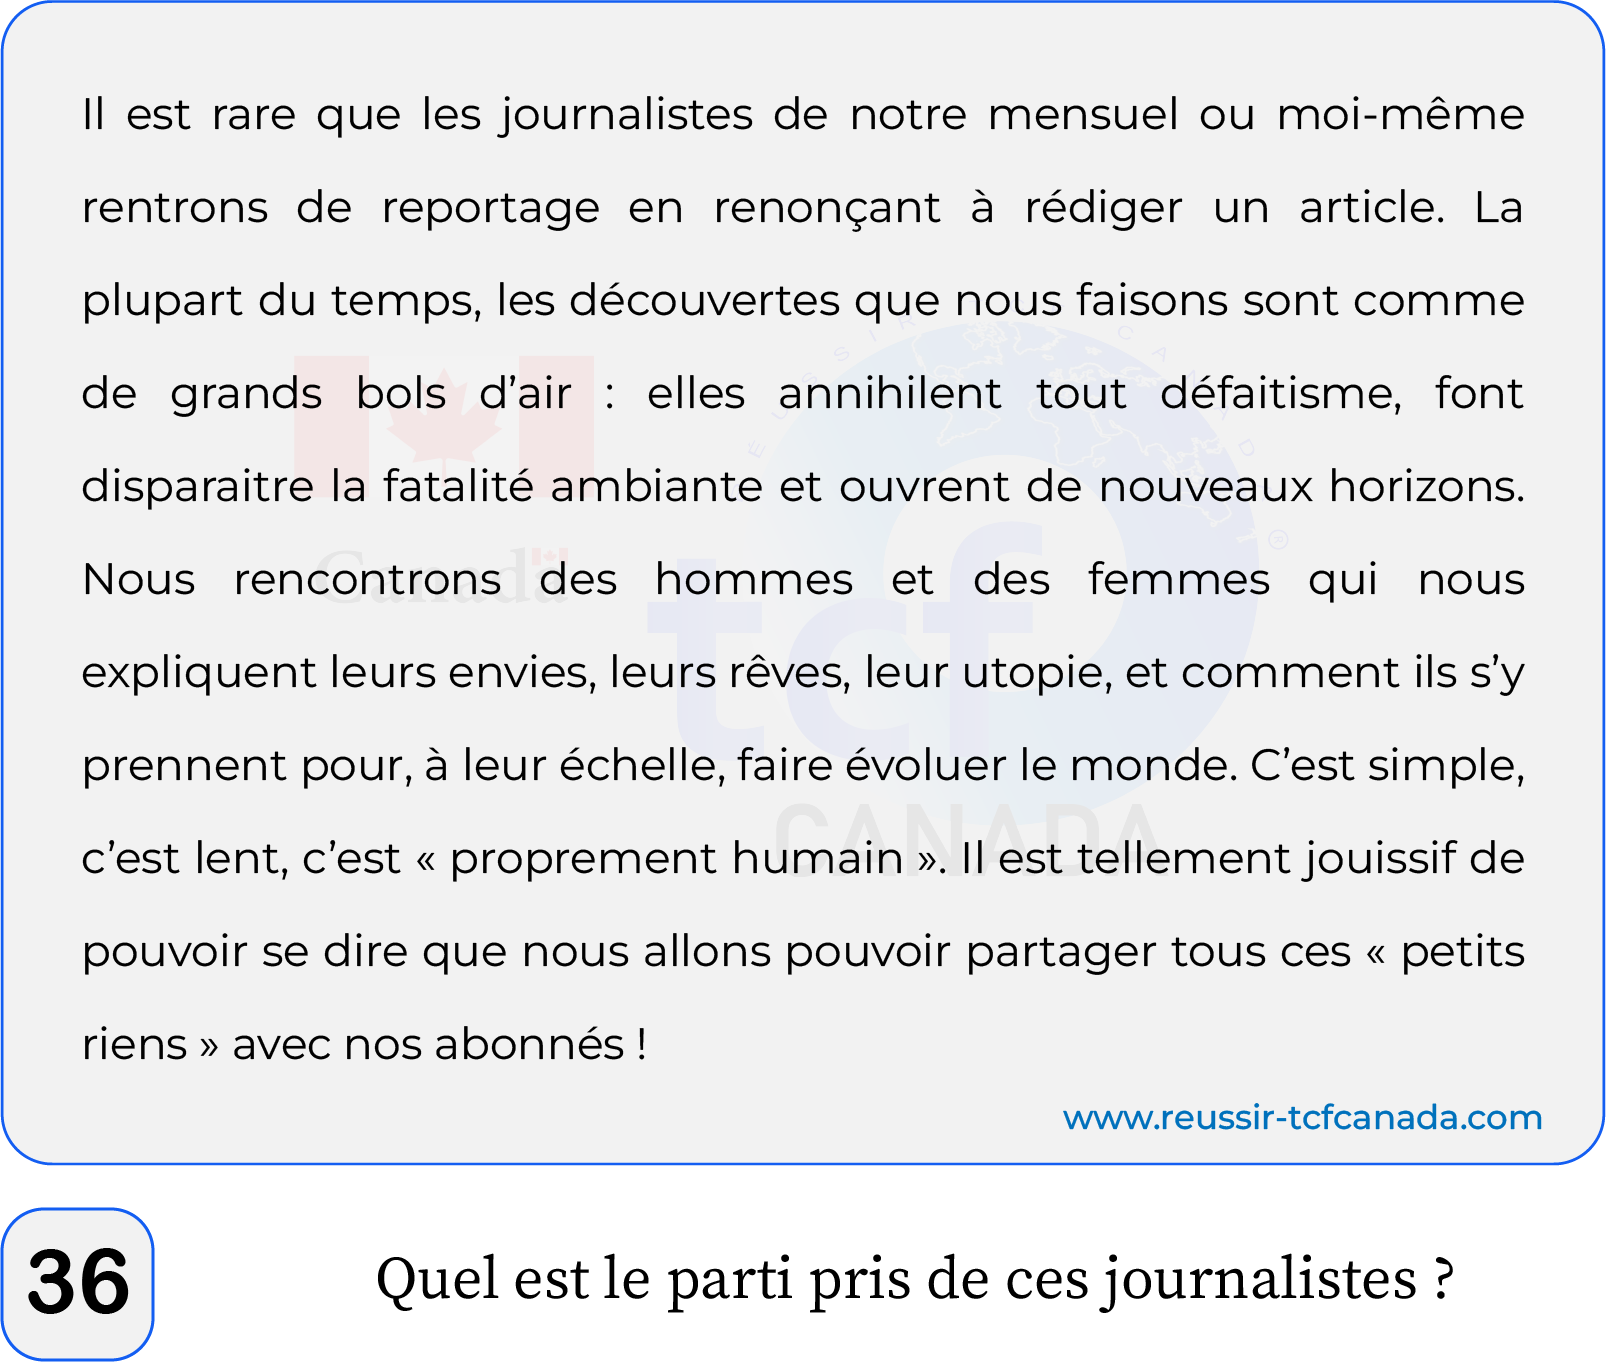 Il est rare que les journalistes de notre mensuel ou moi-même
rentrons de reportage en renonçant à rédiger un article. La
plupart du temps, les découvertes que nous faisons sont comme
de grands bols d’air : elles annihilent tout défaitisme, font
disparaitre la fatalité ambiante et ouvrent de nouveaux horizons.
Nous rencontrons des hommes et des femmes qui nous
expliquent leurs envies, leurs rêves, leur utopie, et comment ils s’y
prennent pour, à leur échelle, faire évoluer le monde. C’est simple,
c’est lent, c’est « proprement humain ». Il est tellement jouissif de
pouvoir se dire que nous allons pouvoir partager tous ces « petits
riens » avec nos abonnés !
RÉUSSIR CANADA ®
Canada
tcf
CANADA
www.reussir-tcfcanada.com
36
Quel est le parti pris de ces journalistes ?